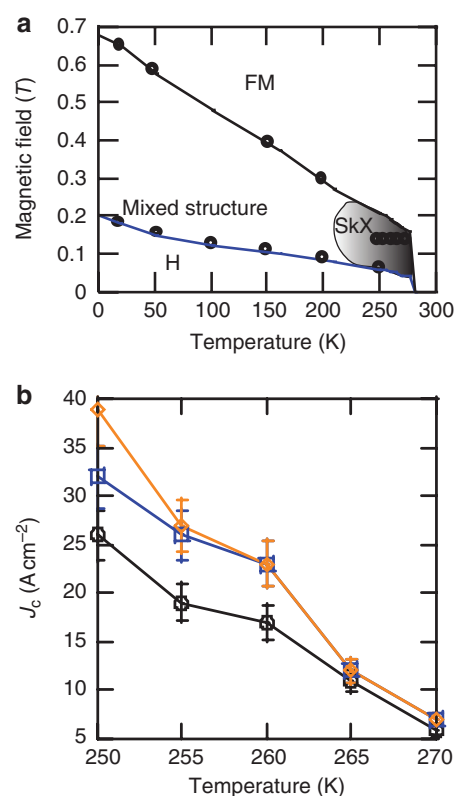 a
0.7
0.6
0.5
0.4
0.3
0.2
0.1
0
Magnetic field (T)
FM
Mixed structure
SkX
H
0 50 100 150 200 250 300
Temperature (K)
b
40
35
30
25
20
15
10
5
Jc (A cm−2)
250 255 260 265 270
Temperature (K)